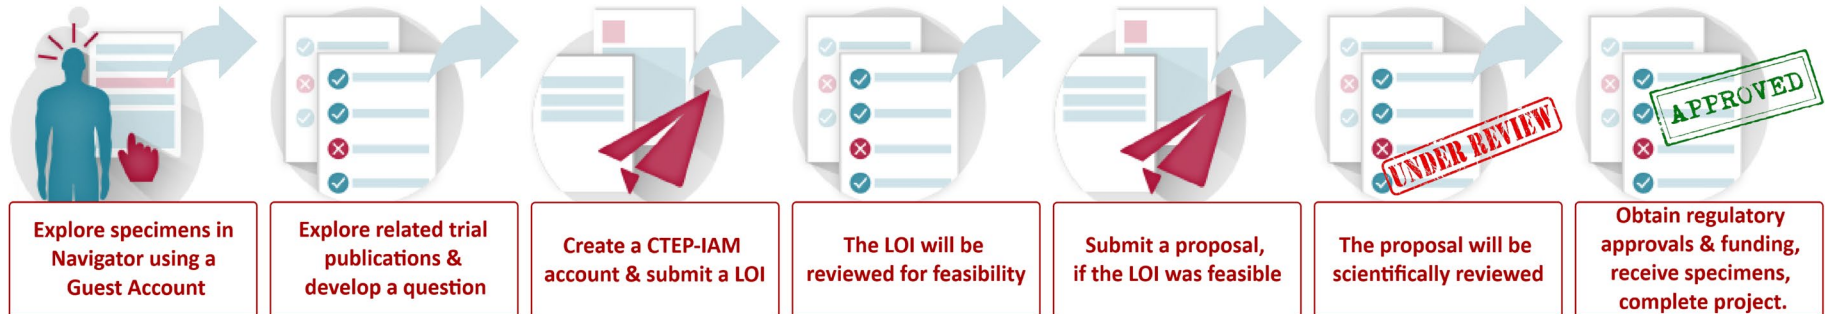 Explore specimens in
Navigator using a
Guest Account
Explore related trial
publications &
develop a question
Create a CTEP-IAM
account & submit a LOI
The LOI will be
reviewed for feasibility
Submit a proposal,
if the LOI was feasible
UNDER REVIEW
The proposal will be
scientifically reviewed
APPROVED
Obtain regulatory
approvals & funding,
receive specimens,
complete project.